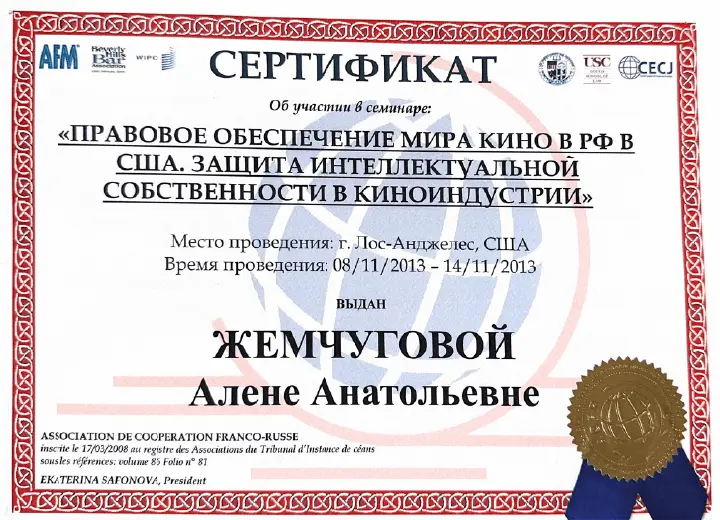 AFM
Beverly Hills Bar Association
WIPC
USC
CECJ
СЕРТИФИКАТ
Об участии в семинаре:
«ПРАВОВОЕ ОБЕСПЕЧЕНИЕ МИРА КИНО В РФ В
США. ЗАЩИТА ИНТЕЛЛЕКТУАЛЬНОЙ
СОБСТВЕННОСТИ В КИНОИНДУСТРИИ»
Место проведения: г. Лос-Анджелес, США
Время проведения: 08/11/2013 – 14/11/2013
ВЫДАН
ЖЕМЧУГОВОЙ
Алене Анатольевне
ASSOCIATION DE COOPERATION FRANCO-RUSSE
inscite le 17/03/2008 au registre des Associations du Tribunal d'Instance de céans
sous les références: volume 85 Folio n° 81
EKATERINA SAFONOVA, President